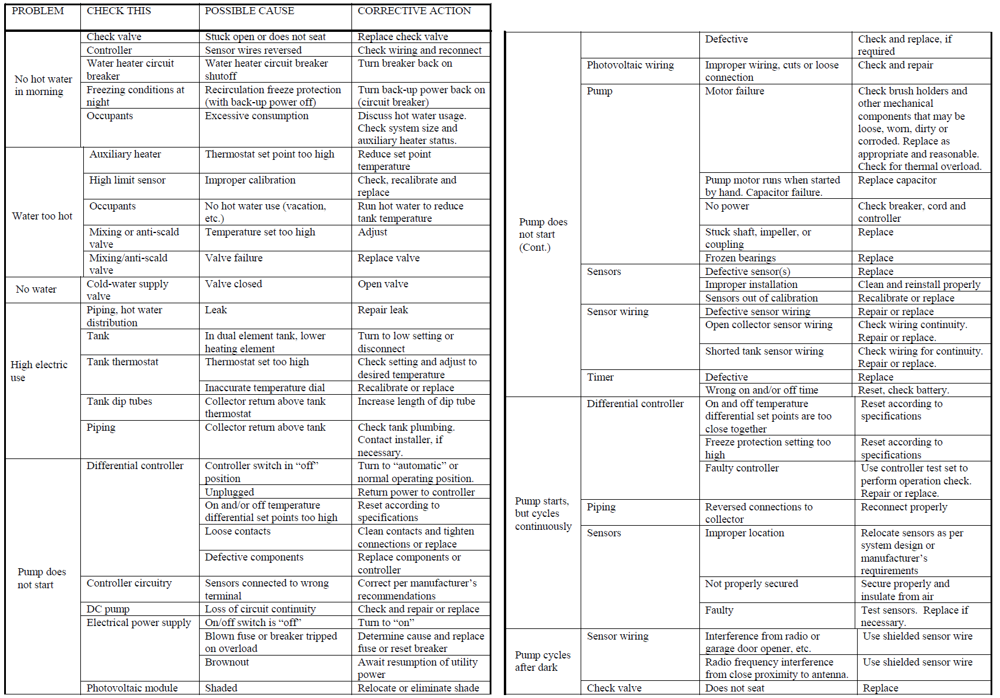 PROBLEM CHECK THIS POSSIBLE CAUSE CORRECTIVE ACTION
No hot water
in morning
Check valve
Stuck open or does not seat
Replace check valve
Controller
Sensor wires reversed
Check wiring and reconnect
Water heater circuit
breaker
Water heater circuit breaker
shutoff
Turn breaker back on
Freezing conditions at
night
Recirculation freeze protection
(with back-up power off)
Turn back-up power back on
(circuit breaker)
Occupants
Excessive consumption
Discuss hot water usage.
Check system size and
auxiliary heater status.
Water too hot
Auxiliary heater
Thermostat set point too high
Reduce set point
temperature
High limit sensor
Improper calibration
Check, recalibrate and
replace
Occupants
No hot water use (vacation,
etc.)
Run hot water to reduce
tank temperature
Mixing or anti-scald
valve
Temperature set too high
Adjust
Mixing/anti-scald
valve
Valve failure
Replace valve
No water
Cold-water supply
valve
Valve closed
Open valve
High electric
use
Piping, hot water
distribution
Leak
Repair leak
Tank
In dual element tank, lower
heating element
Turn to low setting or
disconnect
Tank thermostat
Thermostat set too high
Check setting and adjust to
desired temperature
Inaccurate temperature dial
Recalibrate or replace
Tank dip tubes
Collector return above tank
thermostat
Increase length of dip tube
Piping
Collector return above tank
Check tank plumbing.
Contact installer, if
necessary.
Pump does
not start
Differential controller
Controller switch in “off”
position
Turn to “automatic” or
normal operating position.
Unplugged
Return power to controller
On and/or off temperature
differential set points too high
Reset according to
specifications
Loose contacts
Clean contacts and tighten
connections or replace
Defective components
Replace components or
controller
Controller circuitry
Sensors connected to wrong
terminal
Correct per manufacturer’s
recommendations
DC pump
Loss of circuit continuity
Check and repair or replace
Electrical power supply
On/off switch is “off”
Turn to “on”
Blown fuse or breaker tripped
on overload
Determine cause and replace
fuse or reset breaker
Brownout
Await resumption of utility
power
Photovoltaic module
Shaded
Relocate or eliminate shade
Pump does
not start
(Cont.)
Defective
Check and replace, if
required
Photovoltaic wiring
Improper wiring, cuts or loose
connection
Check and repair
Pump
Motor failure
Check brush holders and
other mechanical
components that may be
loose, worn, dirty or
corroded. Replace as
appropriate and reasonable.
Check for thermal overload.
Pump motor runs when started
by hand. Capacitor failure.
Replace capacitor
No power
Check breaker, cord and
controller
Stuck shaft, impeller, or
coupling
Replace
Frozen bearings
Replace
Sensors
Defective sensor(s)
Replace
Improper installation
Clean and reinstall properly
Sensors out of calibration
Recalibrate or replace
Sensor wiring
Defective sensor wiring
Repair or replace
Open collector sensor wiring
Check wiring continuity.
Repair or replace.
Shorted tank sensor wiring
Check wiring for continuity.
Repair or replace.
Timer
Defective
Replace
Wrong on and/or off time
Reset, check battery.
Pump starts,
but cycles
continuously
Differential controller
On and off temperature
differential set points are too
close together
Reset according to
specifications
Freeze protection setting too
high
Reset according to
specifications
Faulty controller
Use controller test set to
perform operation check.
Repair or replace.
Piping
Reversed connections to
collector
Reconnect properly
Sensors
Improper location
Relocate sensors as per
system design or
manufacturer’s
requirements
Not properly secured
Secure properly and
insulate from air
Faulty
Test sensors. Replace if
necessary.
Pump cycles
after dark
Sensor wiring
Interference from radio or
garage door opener, etc.
Use shielded sensor wire
Radio frequency interference
from close proximity to antenna.
Use shielded sensor wire
Check valve
Does not seat
Replace